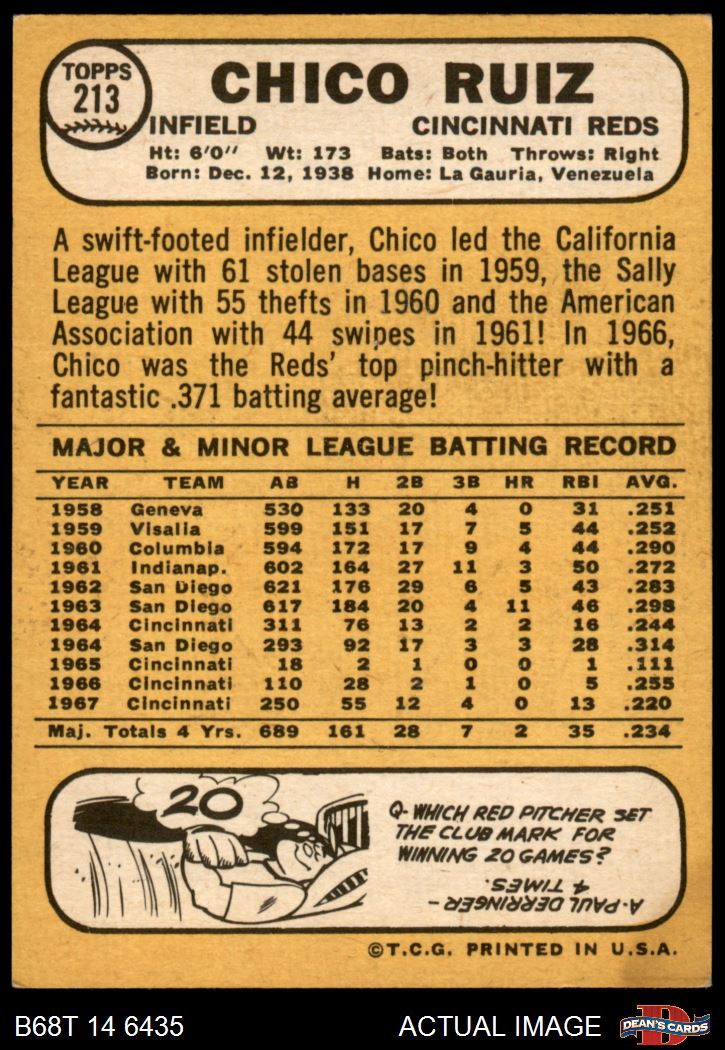 TOPPS
213
CHICO RUIZ
INFIELD CINCINNATI REDS
Ht: 6'0" Wt: 173 Bats: Both Throws: Right
Born: Dec. 12, 1938 Home: La Gauria, Venezuela
A swift-footed infielder, Chico led the California
League with 61 stolen bases in 1959, the Sally
League with 55 thefts in 1960 and the American
Association with 44 swipes in 1961! In 1966,
Chico was the Reds' top pinch-hitter with a
fantastic .371 batting average!
MAJOR & MINOR LEAGUE BATTING RECORD
YEAR TEAM AB H 2B 3B HR RBI AVG.
1958 Geneva 530 133 20 4 0 31 .251
1959 Visalia 599 151 17 7 5 44 .252
1960 Columbia 594 172 17 9 4 44 .290
1961 Indianap. 602 164 27 11 3 50 .272
1962 San Diego 621 176 29 6 5 43 .283
1963 San Diego 617 184 20 4 11 46 .298
1964 Cincinnati 311 76 13 2 2 16 .244
1964 San Diego 293 92 17 3 3 28 .314
1965 Cincinnati 18 2 1 0 0 1 .111
1966 Cincinnati 110 28 2 1 0 5 .255
1967 Cincinnati 250 55 12 4 0 13 .220
Maj. Totals 4 Yrs. 689 161 28 7 2 35 .234
20
Q- WHICH RED PITCHER SET
THE CLUB MARK FOR
WINNING 20 GAMES?
A- PAUL DERRINGER -
4 TIMES.
©T.C.G. PRINTED IN U.S.A.
B68T 14 6435 ACTUAL IMAGE
D
DEAN'S CARDS